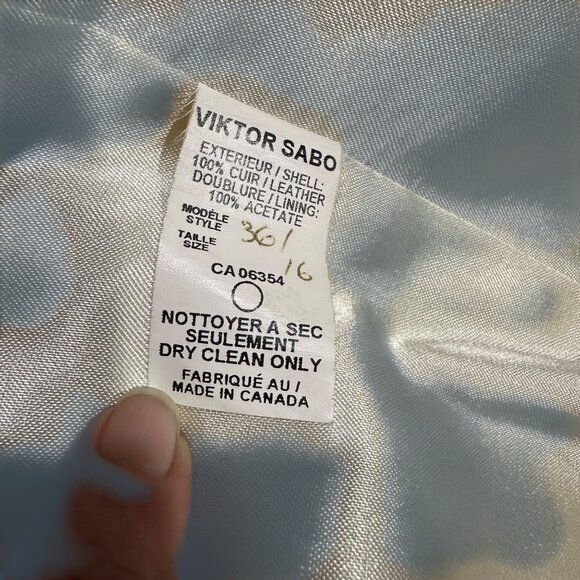 VIKTOR SABO
EXTERIEUR / SHELL:
100% CUIR / LEATHER
DOUBLURE / LINING:
100% ACETATE
MODÈLE
STYLE 361
TAILLE
SIZE 16
CA 06354
NOTTOYER A SEC
SEULEMENT
DRY CLEAN ONLY
FABRIQUÉ AU /
MADE IN CANADA